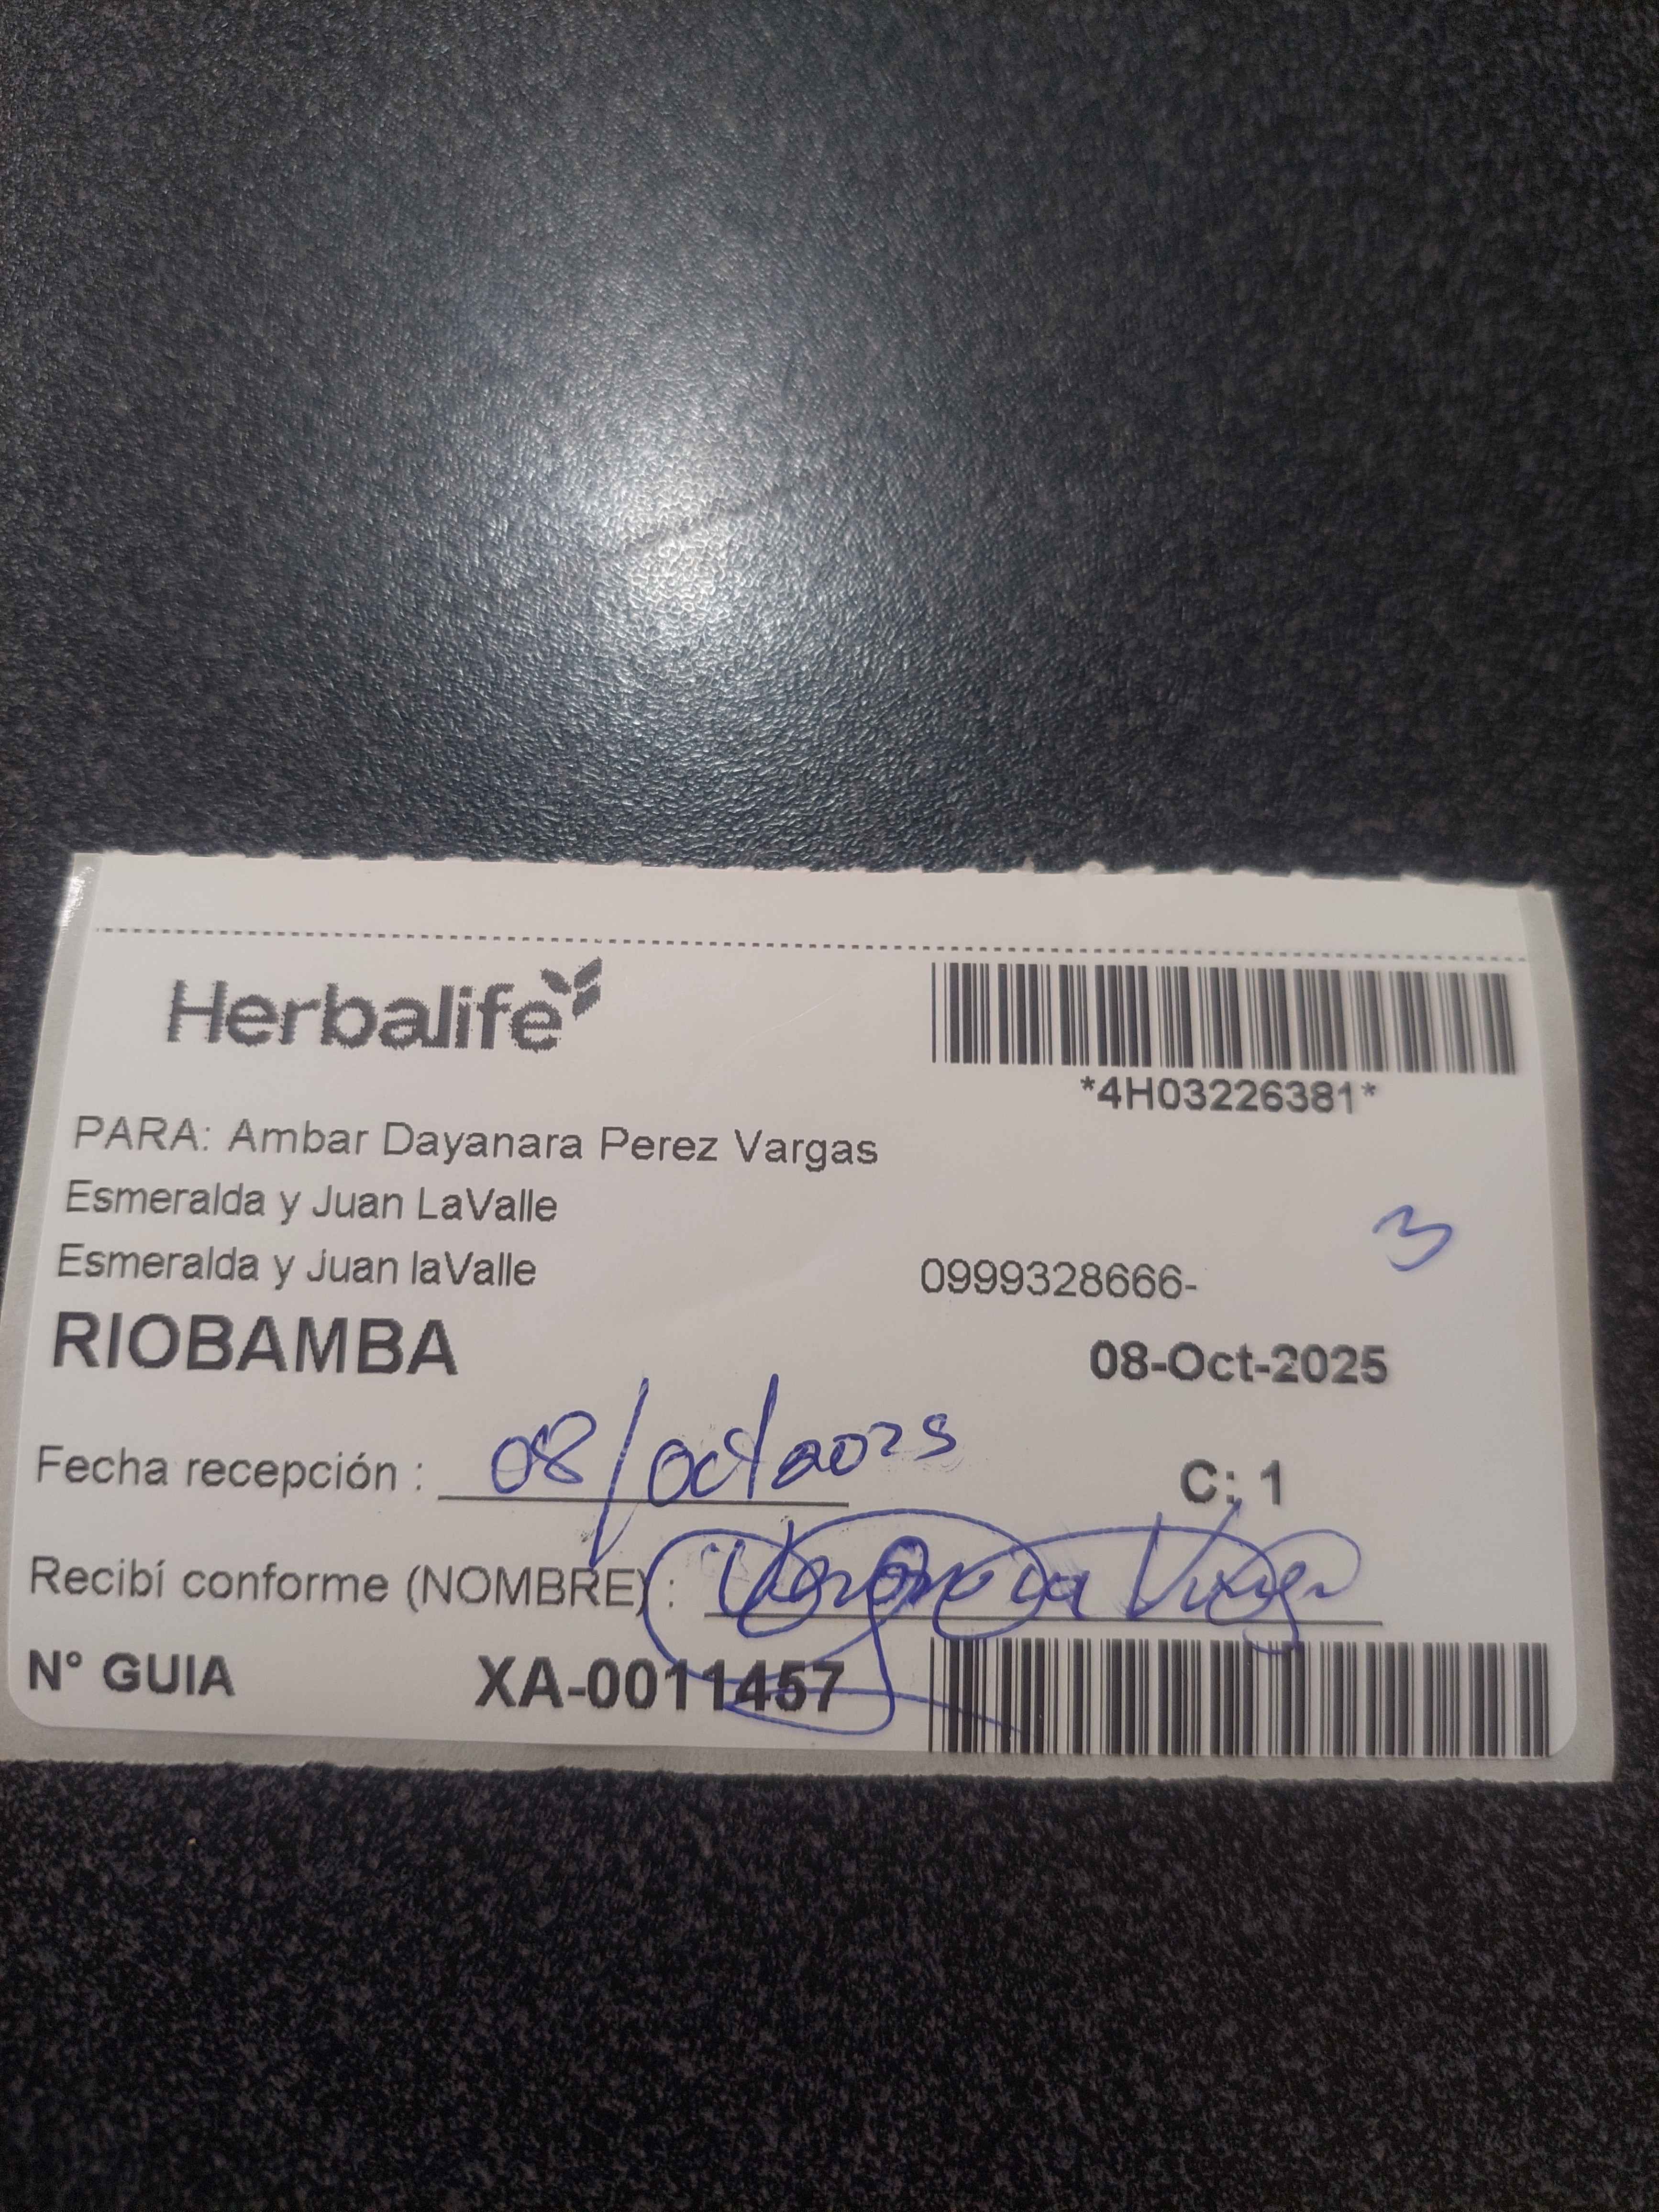 Herbalife
*4H03226381*
PARA: Ambar Dayanara Perez Vargas
Esmeralda y Juan LaValle
3
Esmeralda y Juan laValle 0999328666-
RIOBAMBA 08-Oct-2025
Fecha recepción : 08/oct/2025
C: 1
Recibí conforme (NOMBRE) : Veronica
N° GUIA XA-0011457